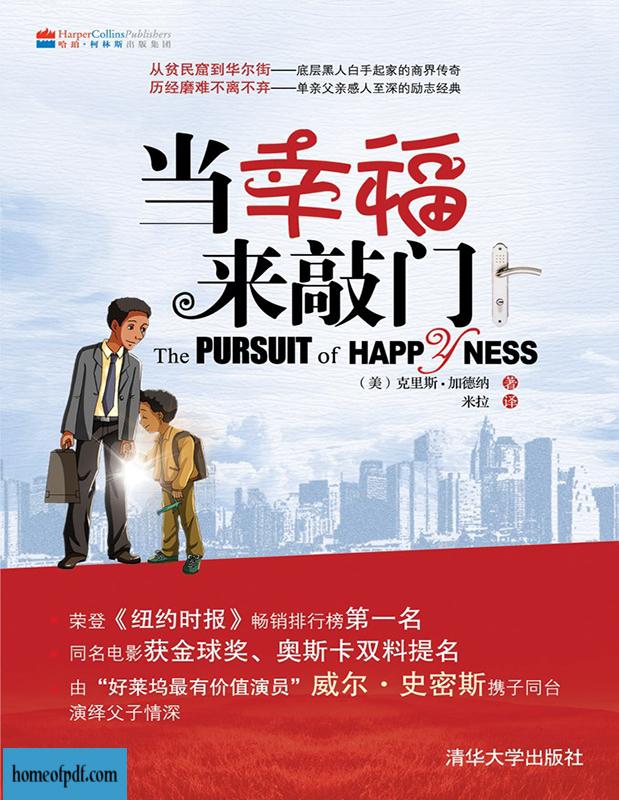 HarperCollinsPublishers
哈珀·柯林斯出版集团
从贫民窟到华尔街——底层黑人白手起家的商界传奇
历经磨难不离不弃——单亲父亲感人至深的励志经典
当幸福
来敲门
The PURSUIT of HAPPYNESS
（美）克里斯·加德纳 著
米拉 译
荣登《纽约时报》畅销排行榜第一名
同名电影获金球奖、奥斯卡双料提名
由“好莱坞最有价值演员”威尔·史密斯携子同台
演绎父子情深
清华大学出版社
homeofpdf.com